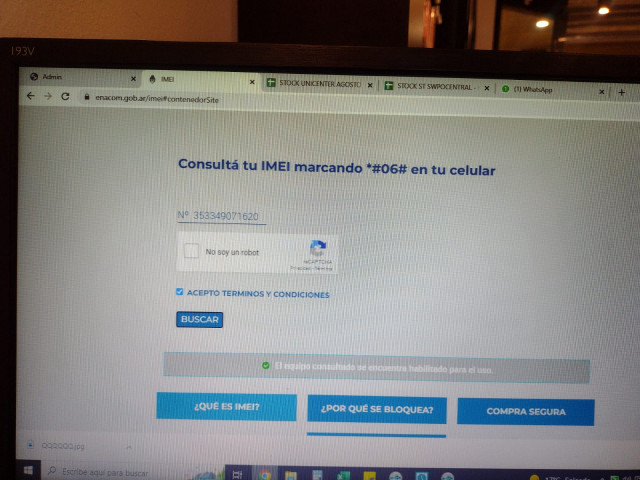 193V
Admin
IMEI
STOCK UNICENTER AGOSTO
STOCK ST SWPOCENTRAL -
(1) WhatsApp
enacom.gob.ar/imei#contenedorSite
Consultá tu IMEI marcando *#06# en tu celular
Nº 353349071620
No soy un robot
reCAPTCHA
Privacidad - Términos
ACEPTO TERMINOS Y CONDICIONES
BUSCAR
El equipo consultado se encuentra habilitado para el uso.
¿QUÉ ES IMEI?
¿POR QUÉ SE BLOQUEA?
COMPRA SEGURA
Escribe aquí para buscar
17°C Soleado